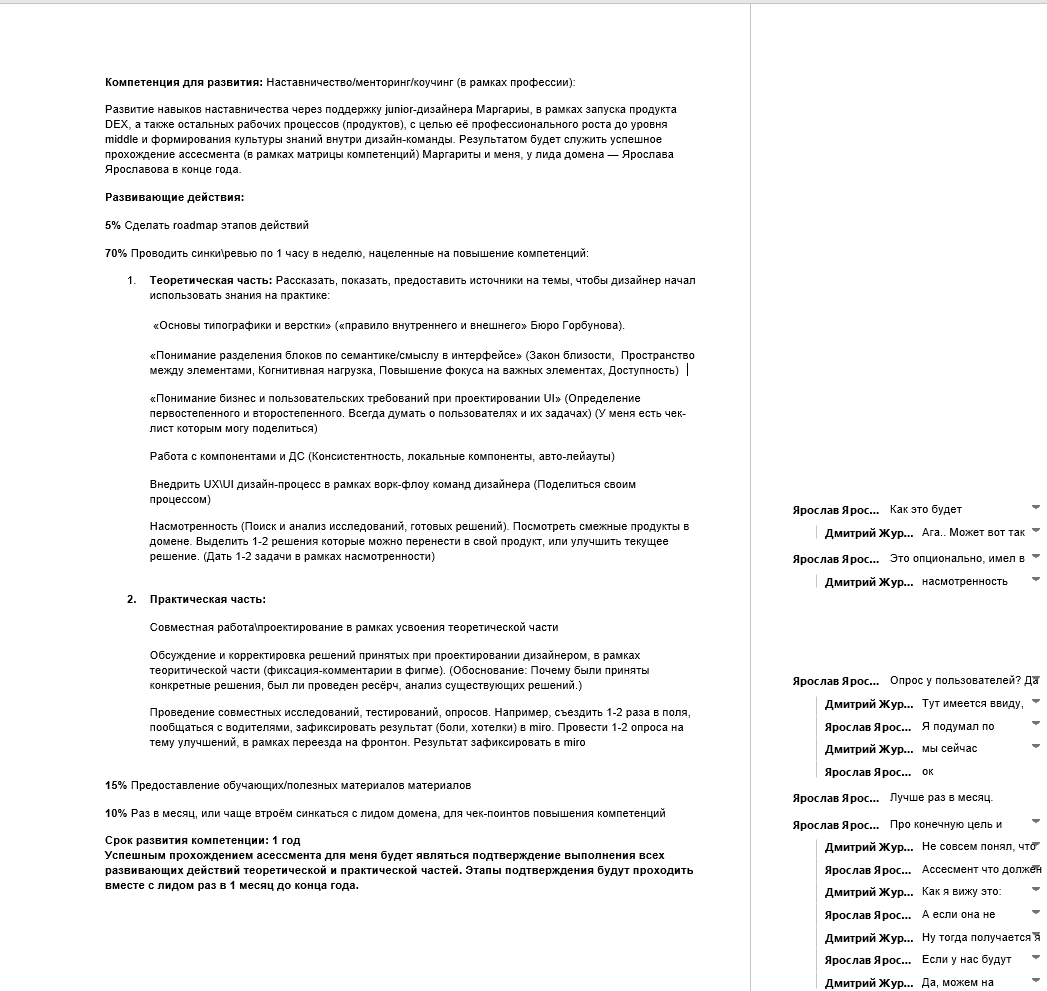 Компетенция для развития: Наставничество/менторинг/коучинг (в рамках профессии):
Развитие навыков наставничества через поддержку junior-дизайнера Маргариы, в рамках запуска продукта
DEX, а также остальных рабочих процессов (продуктов), с целью её профессионального роста до уровня
middle и формирования культуры знаний внутри дизайн-команды. Результатом будет служить успешное
прохождение ассесмента (в рамках матрицы компетенций) Маргариты и меня, у лида домена — Ярослава
Ярославова в конце года.
Развивающие действия:
5% Сделать roadmap этапов действий
70% Проводить синки\ревью по 1 часу в неделю, нацеленные на повышение компетенций:
1. Теоретическая часть: Рассказать, показать, предоставить источники на темы, чтобы дизайнер начал
использовать знания на практике:
«Основы типографики и верстки» («правило внутреннего и внешнего» Бюро Горбунова).
«Понимание разделения блоков по семантике/смыслу в интерфейсе» (Закон близости, Пространство
между элементами, Когнитивная нагрузка, Повышение фокуса на важных элементах, Доступность)
«Понимание бизнес и пользовательских требований при проектировании UI» (Определение
первостепенного и второстепенного. Всегда думать о пользователях и их задачах) (У меня есть чек-
лист которым могу поделиться)
Работа с компонентами и ДС (Консистентность, локальные компоненты, авто-лейауты)
Внедрить UX\UI дизайн-процесс в рамках ворк-флоу команд дизайнера (Поделиться своим
процессом)
Насмотренность (Поиск и анализ исследований, готовых решений). Посмотреть смежные продукты в
домене. Выделить 1-2 решения которые можно перенести в свой продукт, или улучшить текущее
решение. (Дать 1-2 задачи в рамках насмотренности)
2. Практическая часть:
Совместная работа\проектирование в рамках усвоения теоретической части
Обсуждение и корректировка решений принятых при проектировании дизайнером, в рамках
теоритической части (фиксация-комментарии в фигме). (Обоснование: Почему были приняты
конкретные решения, был ли проведен ресёрч, анализ существующих решений.)
Проведение совместных исследований, тестирований, опросов. Например, съездить 1-2 раза в поля,
пообщаться с водителями, зафиксировать результат (боли, хотелки) в miro. Провести 1-2 опроса на
тему улучшений, в рамках переезда на фронтон. Результат зафиксировать в miro
15% Предоставление обучающих/полезных материалов материалов
10% Раз в месяц, или чаще втроём синкаться с лидом домена, для чек-поинтов повышения компетенций
Срок развития компетенции: 1 год
Успешным прохождением асессмента для меня будет являться подтверждение выполнения всех
развивающих действий теоретической и практической частей. Этапы подтверждения будут проходить
вместе с лидом раз в 1 месяц до конца года.
Ярослав Ярос... Как это будет
Дмитрий Жур... Ага.. Может вот так
Ярослав Ярос... Это опционально, имел в
Дмитрий Жур... насмотренность
Ярослав Ярос... Опрос у пользователей? Да
Дмитрий Жур... Тут имеется ввиду,
Ярослав Ярос... Я подумал по
Дмитрий Жур... мы сейчас
Ярослав Ярос... ок
Ярослав Ярос... Лучше раз в месяц.
Ярослав Ярос... Про конечную цель и
Дмитрий Жур... Не совсем понял, что
Ярослав Ярос... Ассесмент что должен
Дмитрий Жур... Как я вижу это:
Ярослав Ярос... А если она не
Дмитрий Жур... Ну тогда получается я
Ярослав Ярос... Если у нас будут
Дмитрий Жур... Да, можем на